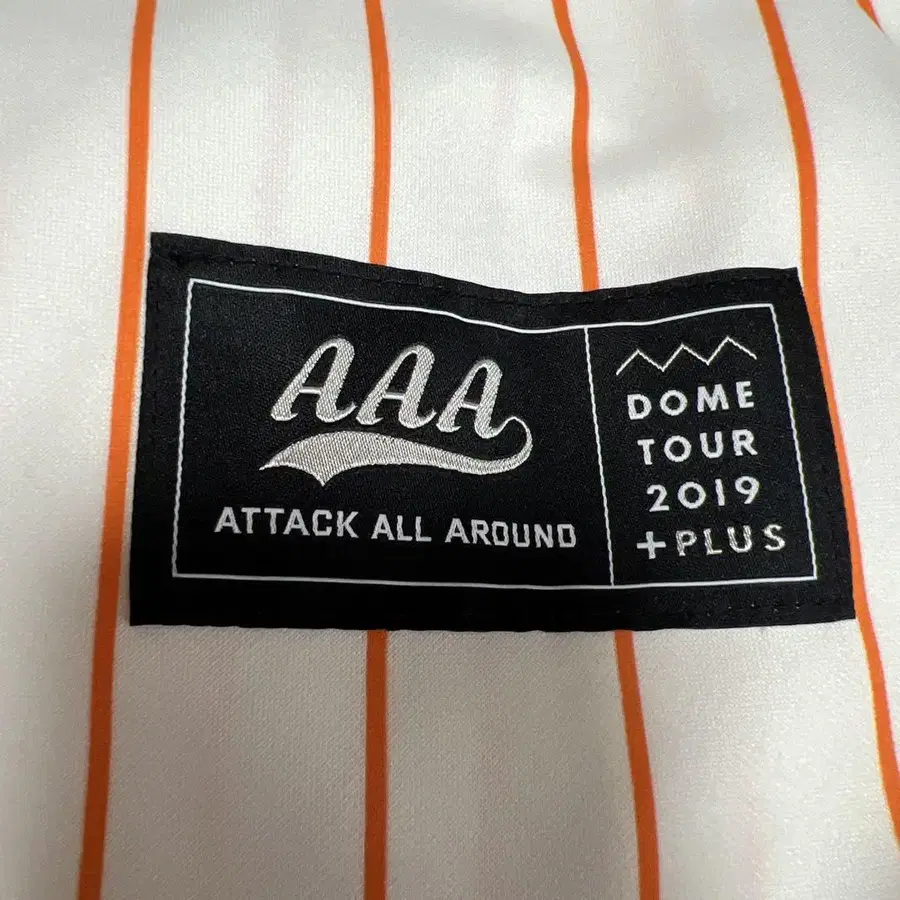 AAA
ATTACK ALL AROUND
DOME
TOUR
2019
+PLUS